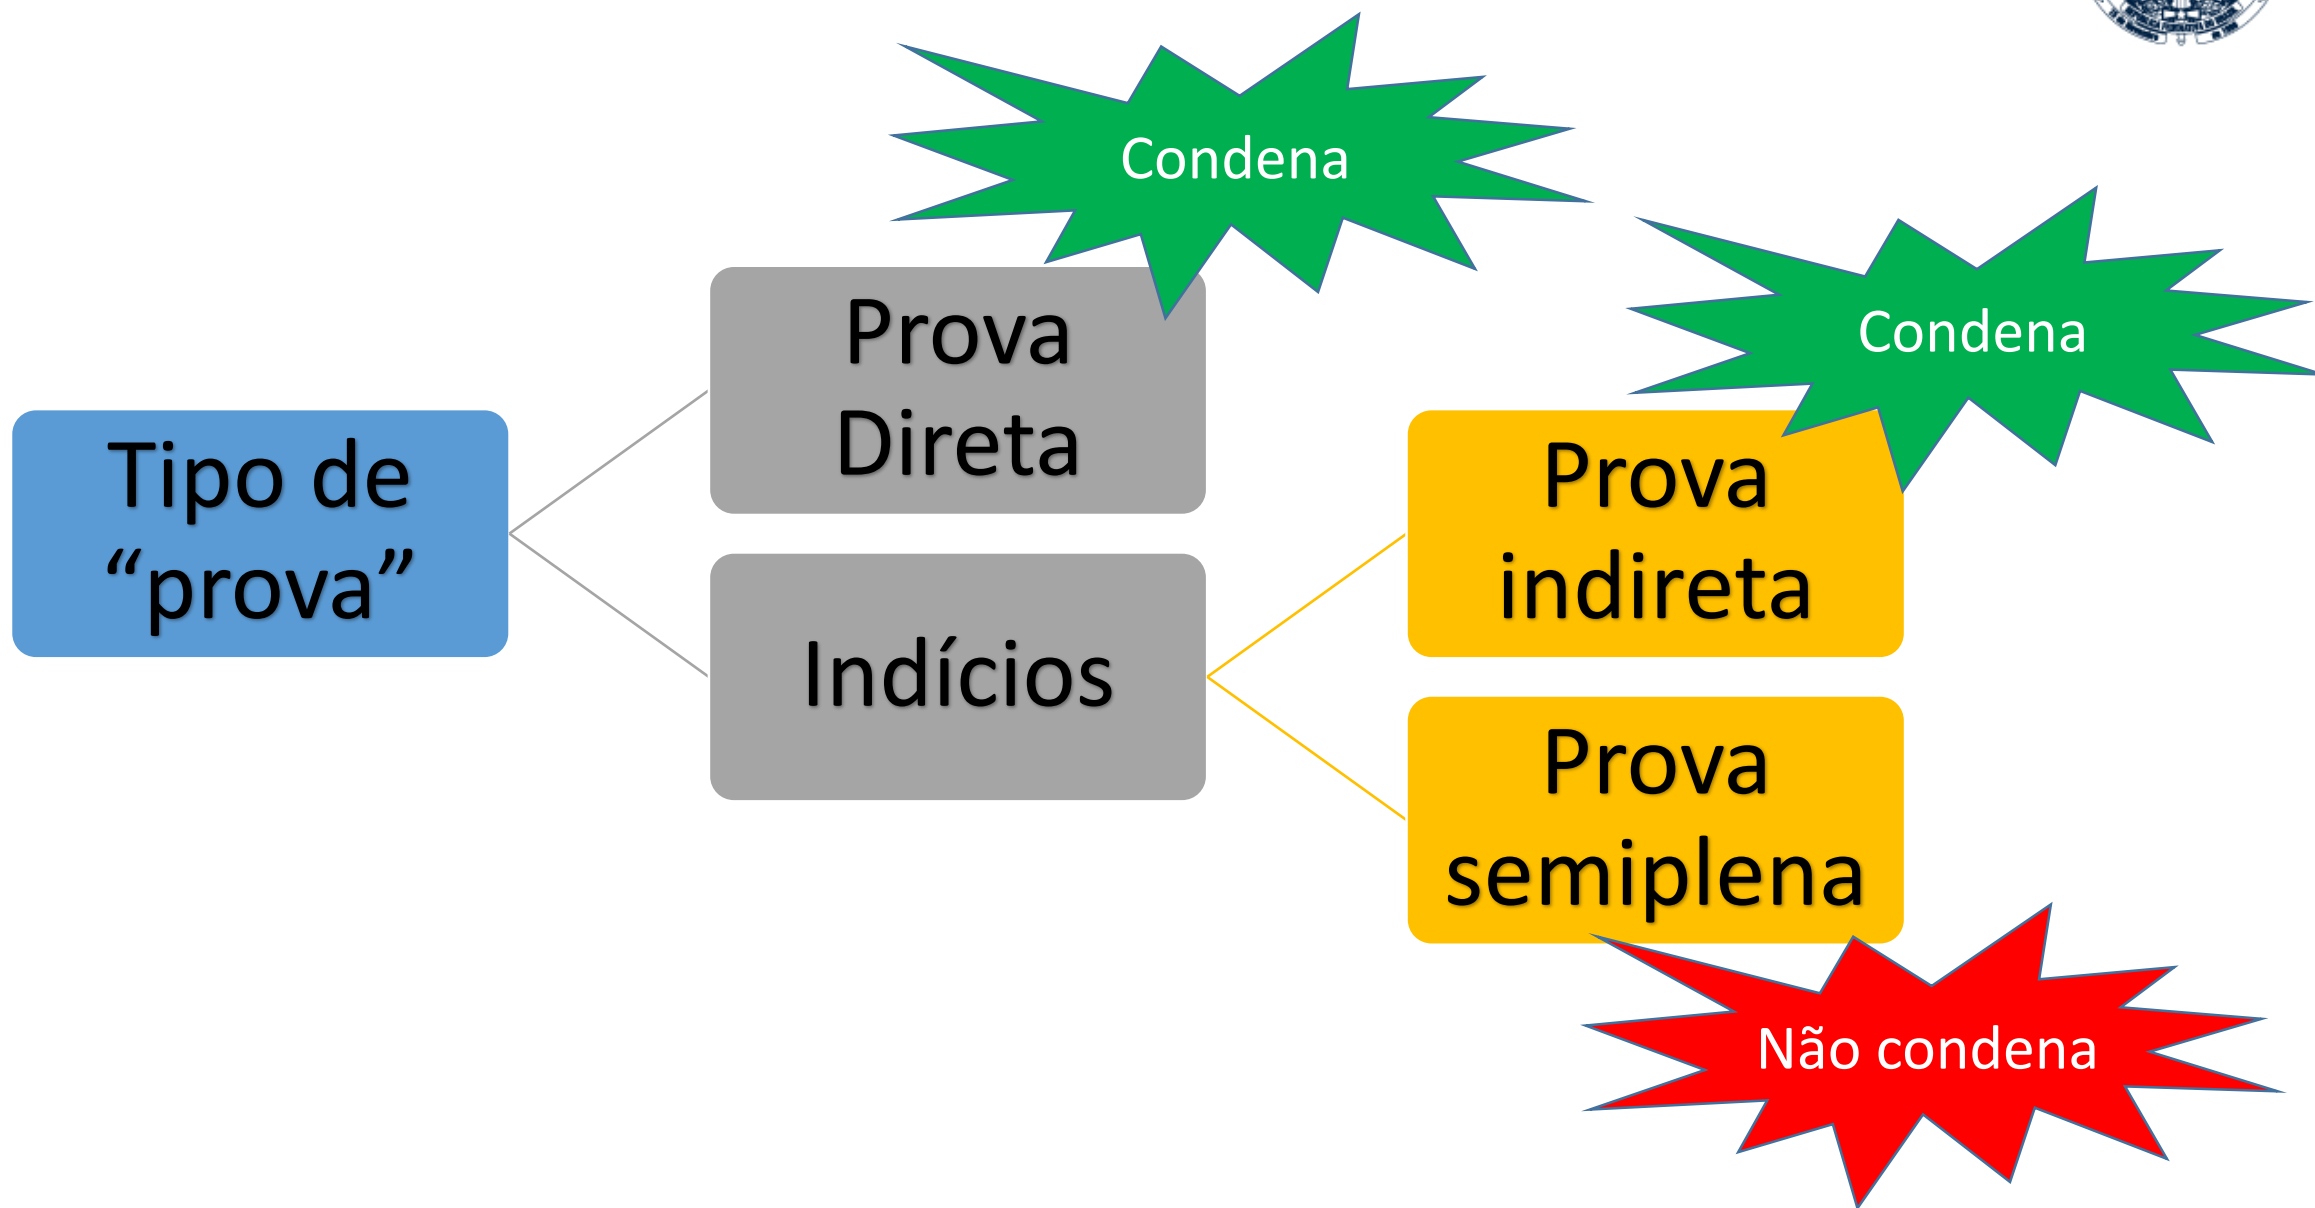 Condena
Condena
Prova
Direta
Tipo de
“prova”
Indícios
Prova
indireta
Prova
semiplena
Não condena